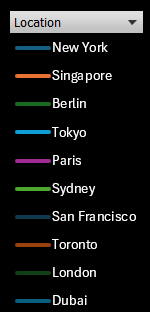 Location
New York
Singapore
Berlin
Tokyo
Paris
Sydney
San Francisco
Toronto
London
Dubai